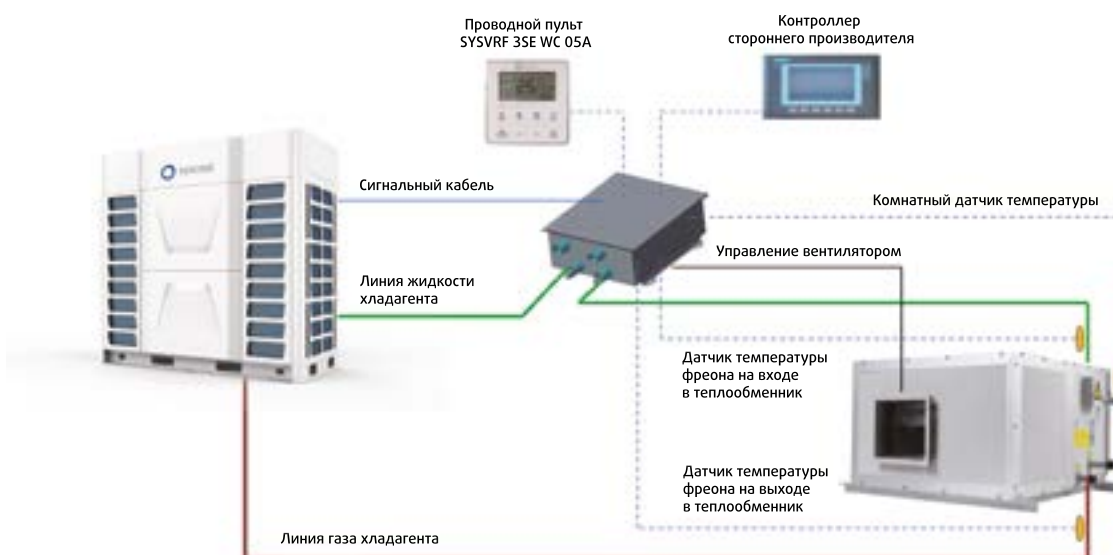 Проводной пульт
SYSVRF 3SE WC 05A
Контроллер
стороннего производителя
Сигнальный кабель
Комнатный датчик температуры
Управление вентилятором
Линия жидкости
хладагента
Датчик температуры
фреона на входе
в теплообменник
Датчик температуры
фреона на выходе
в теплообменник
Линия газа хладагента